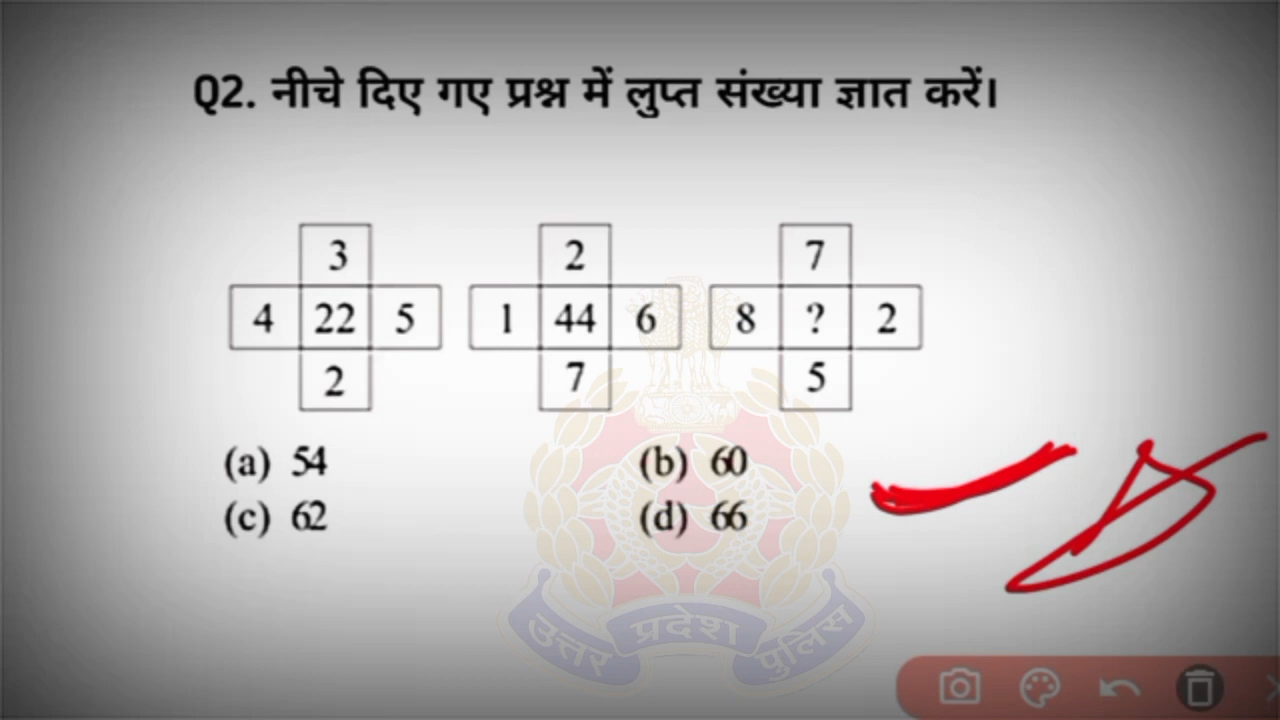 Q2. नीचे दिए गए प्रश्न में लुप्त संख्या ज्ञात करें।
3 2 7
4 22 5 1 44 6 8 ? 2
2 7 5
(a) 54 (b) 60
(c) 62 (d) 66
उत्तर प्रदेश पुलिस